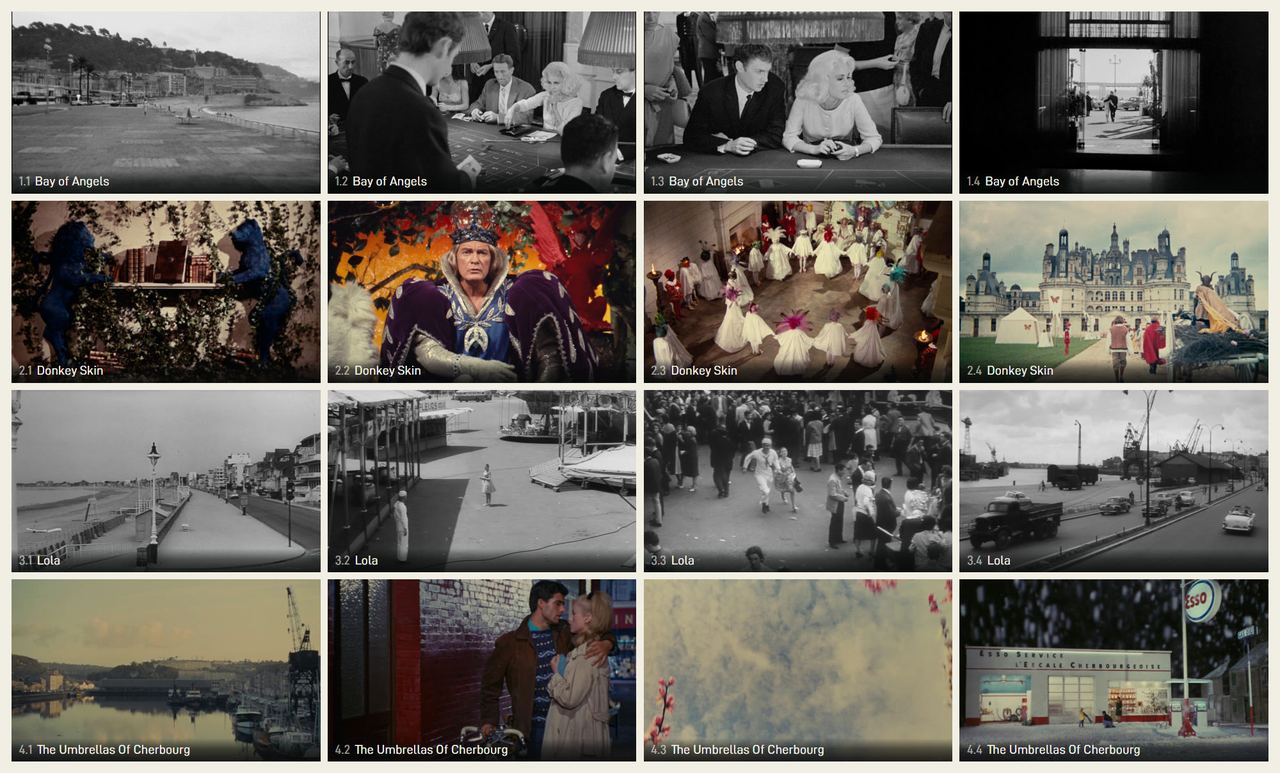 1.1 Bay of Angels
1.2 Bay of Angels
1.3 Bay of Angels
1.4 Bay of Angels
2.1 Donkey Skin
2.2 Donkey Skin
2.3 Donkey Skin
2.4 Donkey Skin
3.1 Lola
3.2 Lola
3.3 Lola
3.4 Lola
ESSO
ESSO SERVICE
L'ESCALE CHERBOURGEOISE
4.1 The Umbrellas Of Cherbourg
4.2 The Umbrellas Of Cherbourg
4.3 The Umbrellas Of Cherbourg
4.4 The Umbrellas Of Cherbourg